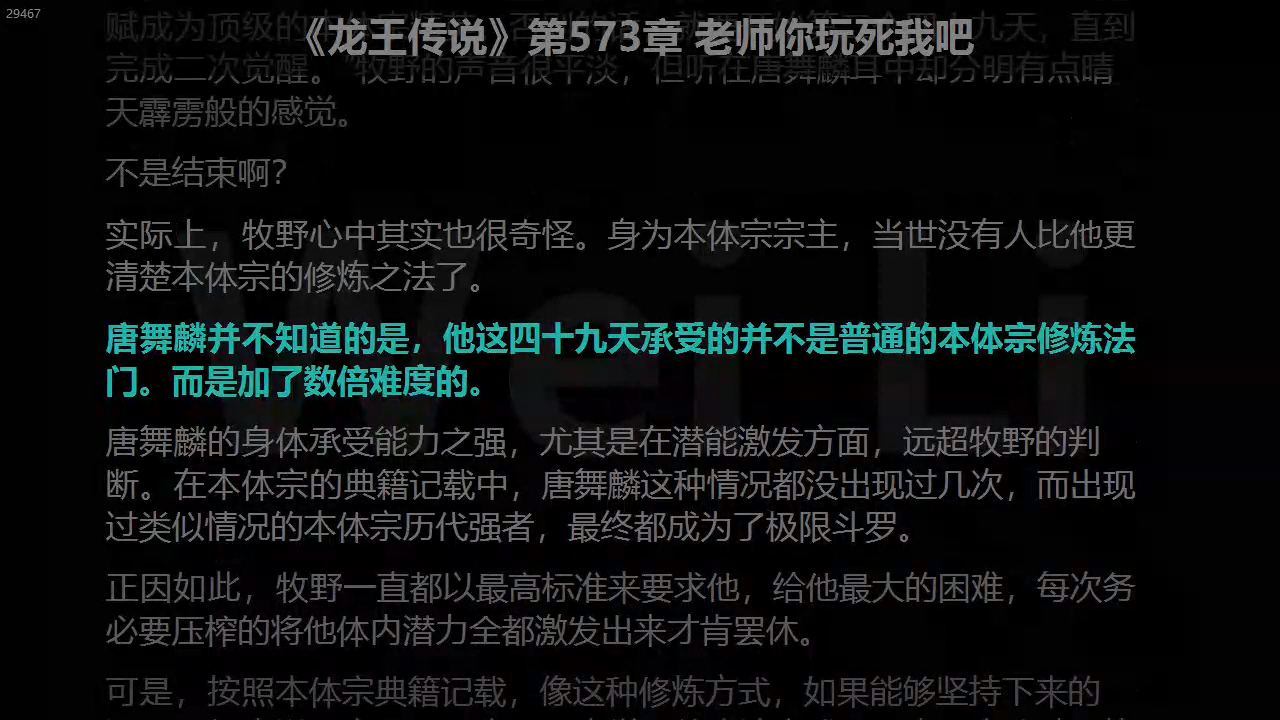 29467
《龙王传说》第573章 老师你玩死我吧
赋成为顶级的
九天，直到
完成二次觉醒。”牧野的声音很平淡，但听在唐舞麟耳中却分明有点晴
天霹雳般的感觉。
不是结束啊？
实际上，牧野心中其实也很奇怪。身为本体宗宗主，当世没有人比他更
清楚本体宗的修炼之法了。
唐舞麟并不知道的是，他这四十九天承受的并不是普通的本体宗修炼法
门。而是加了数倍难度的。
唐舞麟的身体承受能力之强，尤其是在潜能激发方面，远超牧野的判
断。在本体宗的典籍记载中，唐舞麟这种情况都没出现过几次，而出现
过类似情况的本体宗历代强者，最终都成为了极限斗罗。
正因如此，牧野一直都以最高标准来要求他，给他最大的困难，每次务
必要压榨的将他体内潜力全都激发出来才肯罢休。
可是，按照本体宗典籍记载，像这种修炼方式，如果能够坚持下来的
Wei Li